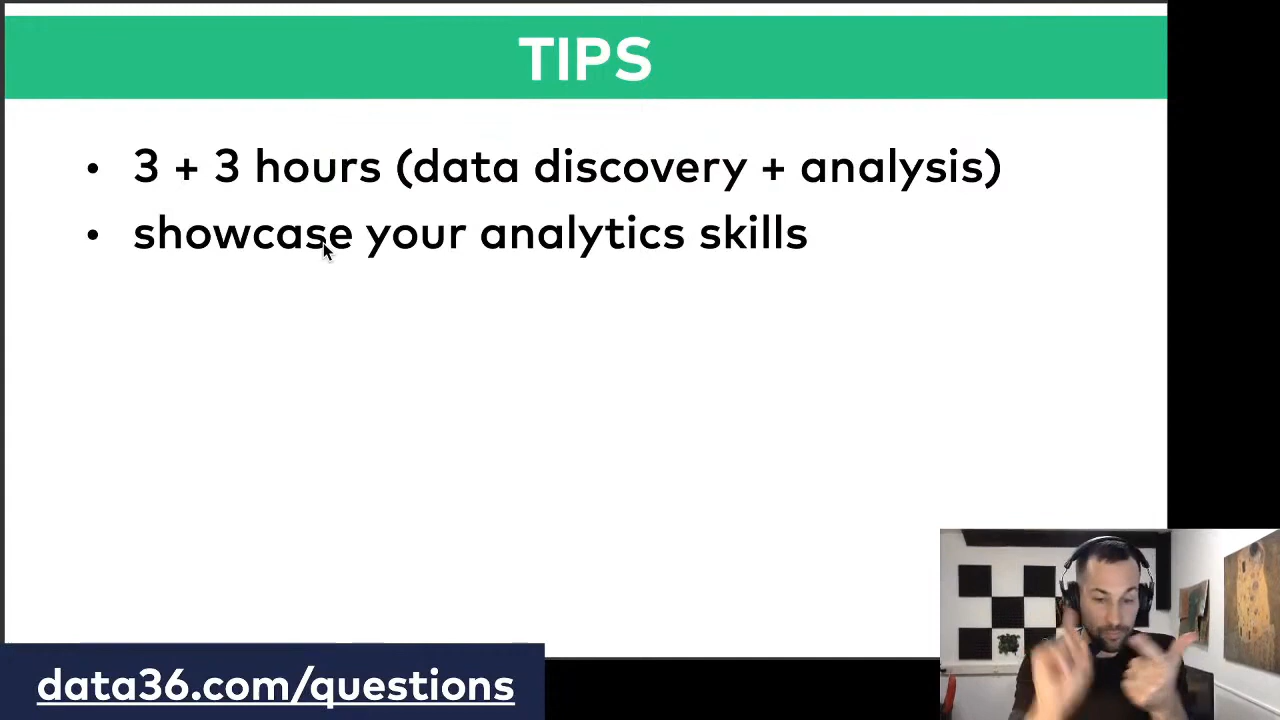 TIPS
• 3 + 3 hours (data discovery + analysis)
• showcase your analytics skills
data36.com/questions